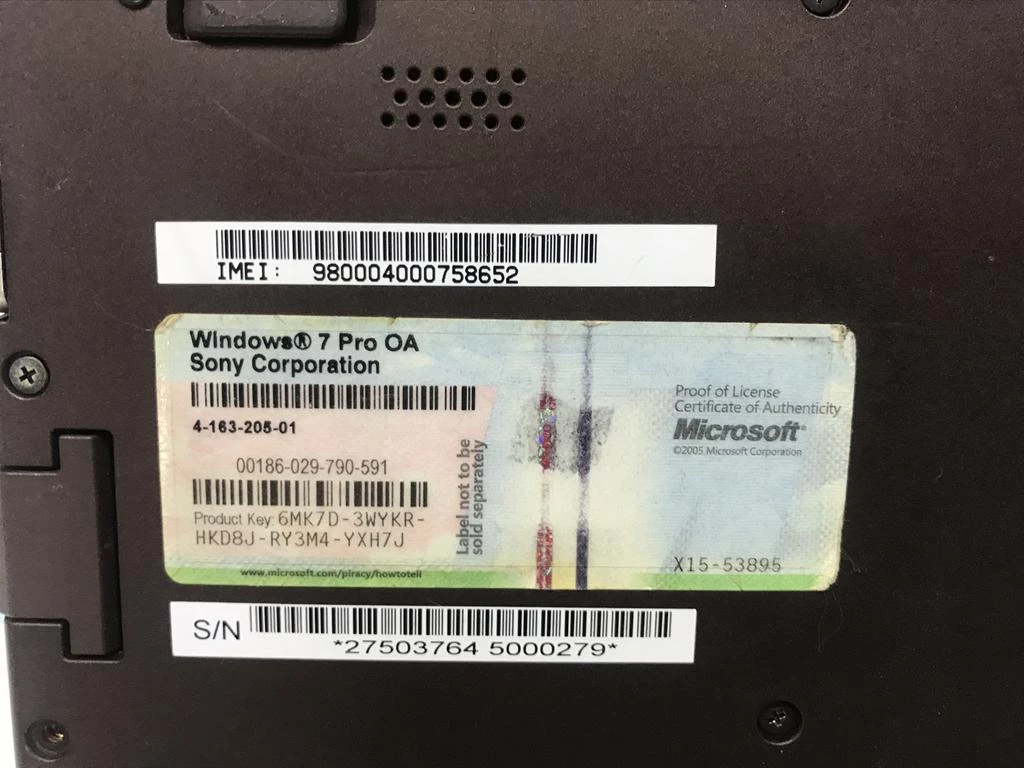 IMEI: 980004000758652
Windows® 7 Pro OA
Sony Corporation
4-163-205-01
00186-029-790-591
Product Key: 6MK7D-3WYKR-
HKD8J-RY3M4-YXH7J
www.microsoft.com/piracy/howtotell
Label not to be
sold separately
Proof of License
Certificate of Authenticity
Microsoft®
©2005 Microsoft Corporation
X15-53895
S/N
*27503764 5000279*